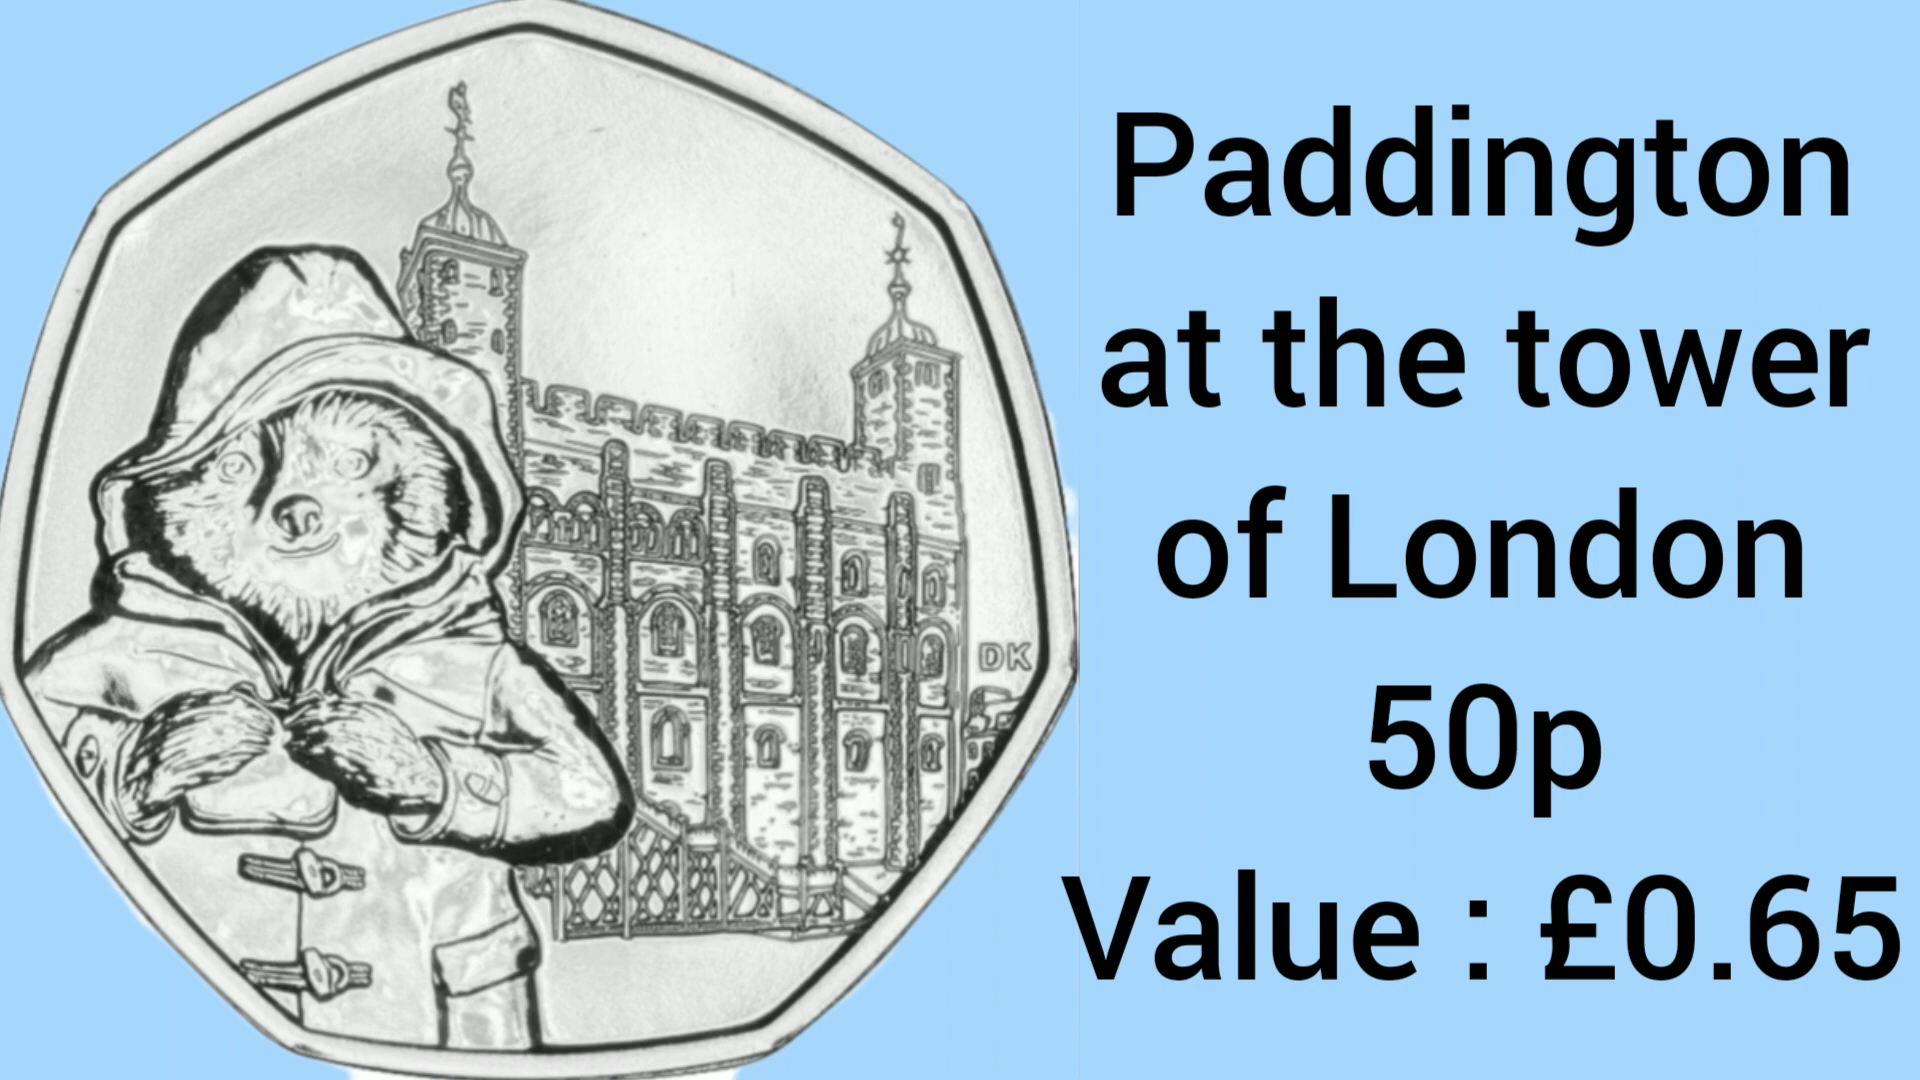 Paddington
at the tower
of London
50p
Value : £0.65
DK